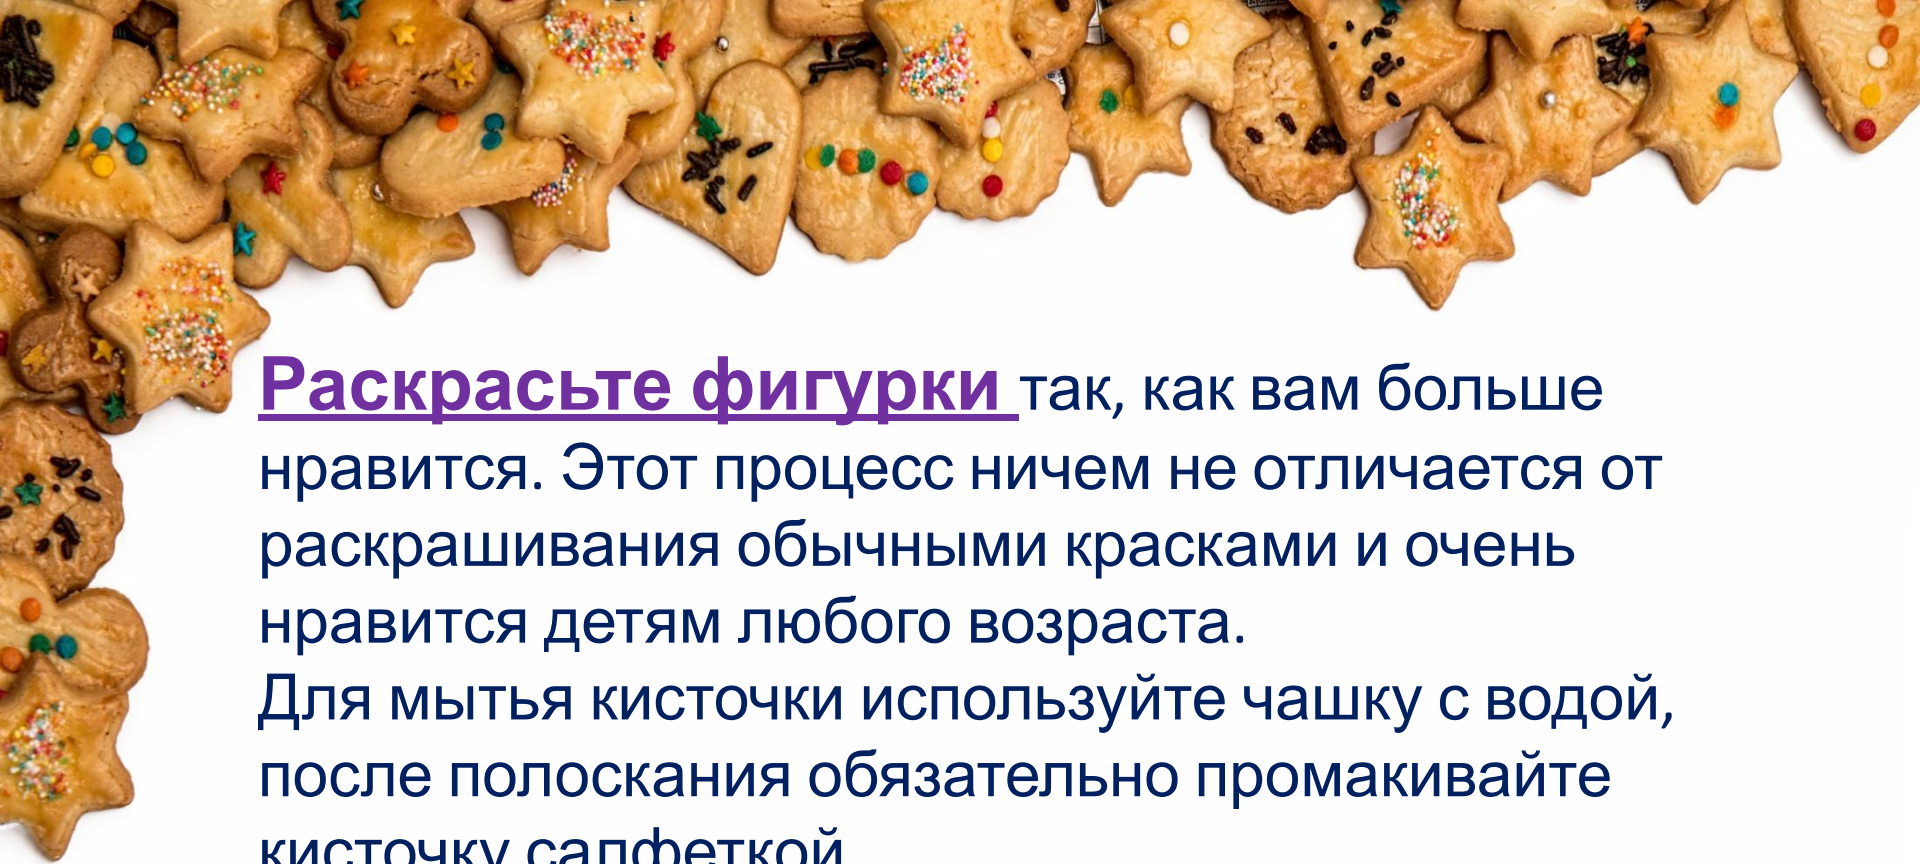 Раскрасьте фигурки так, как вам больше
нравится. Этот процесс ничем не отличается от
раскрашивания обычными красками и очень
нравится детям любого возраста.
Для мытья кисточки используйте чашку с водой,
после полоскания обязательно промакивайте
кисточку салфеткой